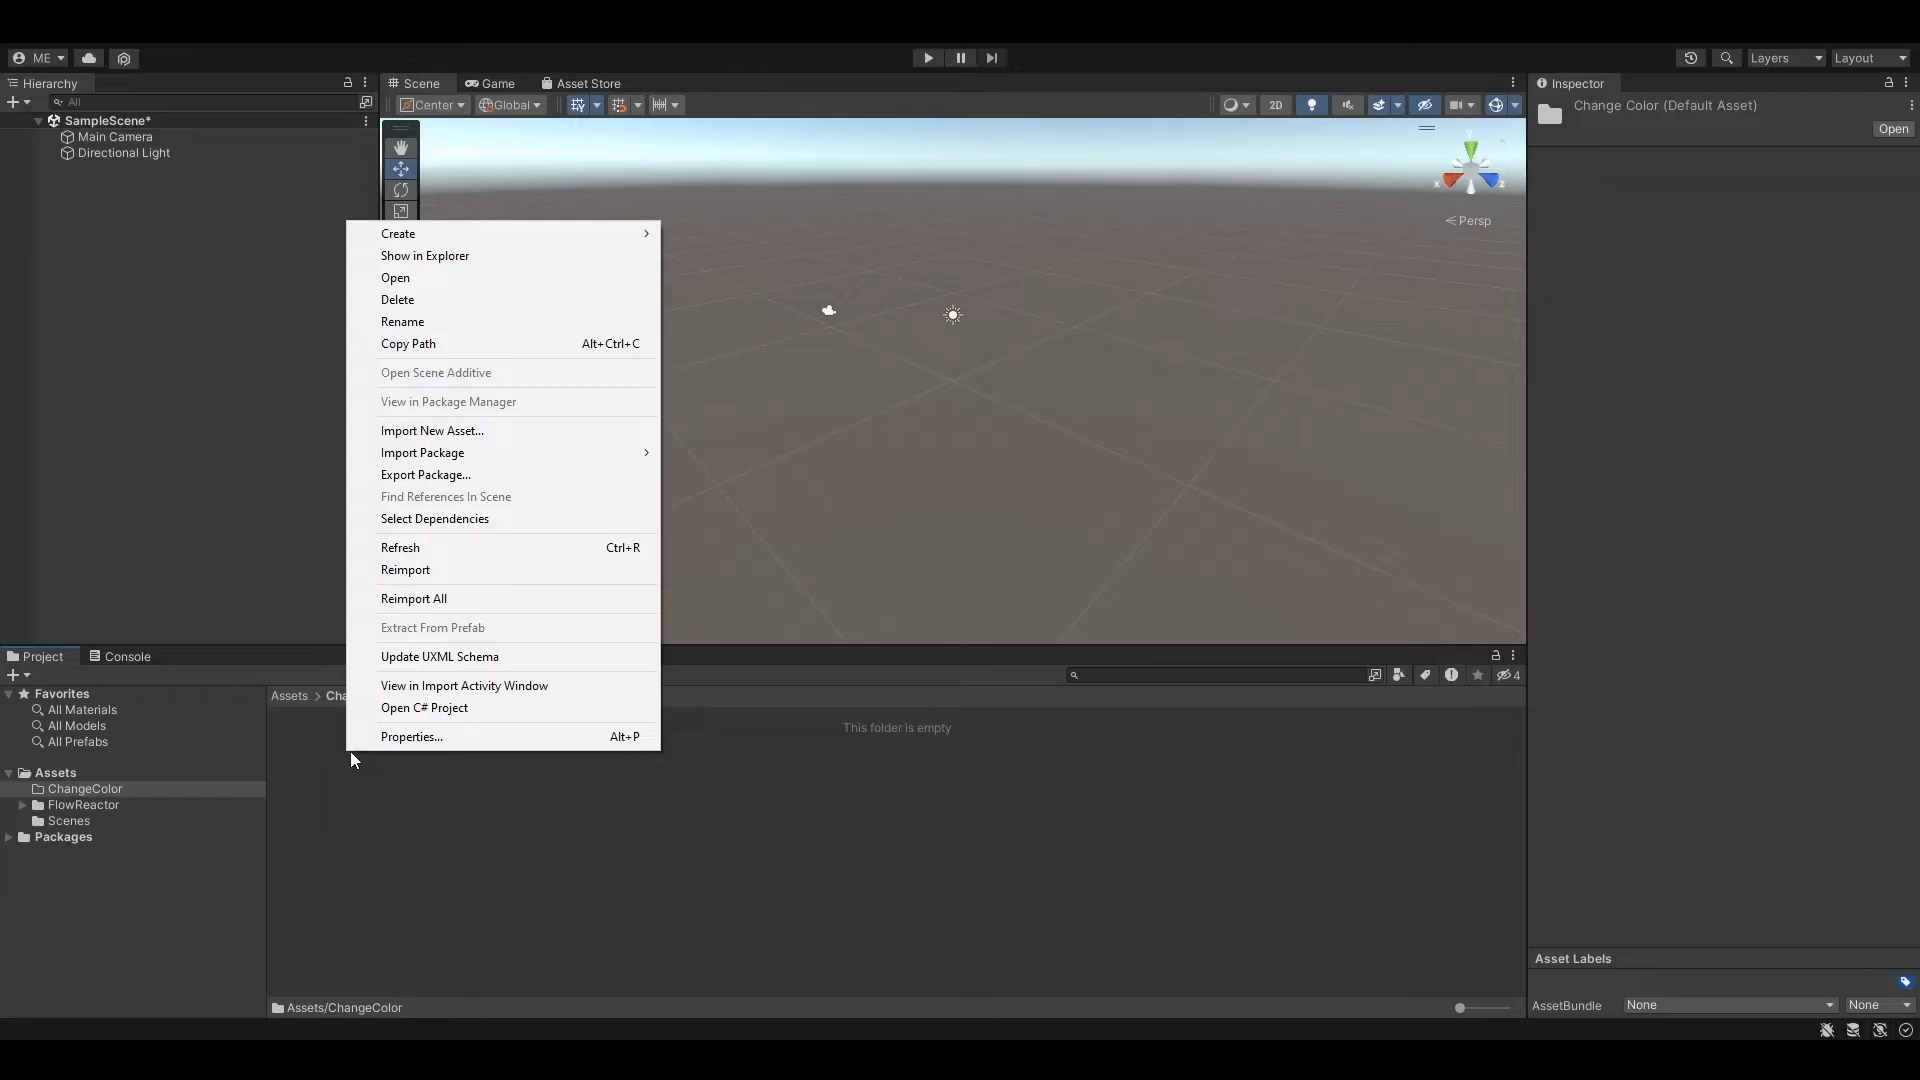 ME
Layers
Layout
Hierarchy
Scene
Game
Asset Store
Inspector
All
Center
Global
2D
Change Color (Default Asset)
Open
SampleScene*
Main Camera
Directional Light
y
x
z
Persp
Create
Show in Explorer
Open
Delete
Rename
Copy Path Alt+Ctrl+C
Open Scene Additive
View in Package Manager
Import New Asset...
Import Package
Export Package...
Find References In Scene
Select Dependencies
Refresh Ctrl+R
Reimport
Reimport All
Extract From Prefab
Update UXML Schema
View in Import Activity Window
Open C# Project
Properties... Alt+P
Project
Console
4
Favorites
All Materials
All Models
All Prefabs
Assets
ChangeColor
FlowReactor
Scenes
Packages
Assets > Cha
This folder is empty
Assets/ChangeColor
Asset Labels
AssetBundle None None